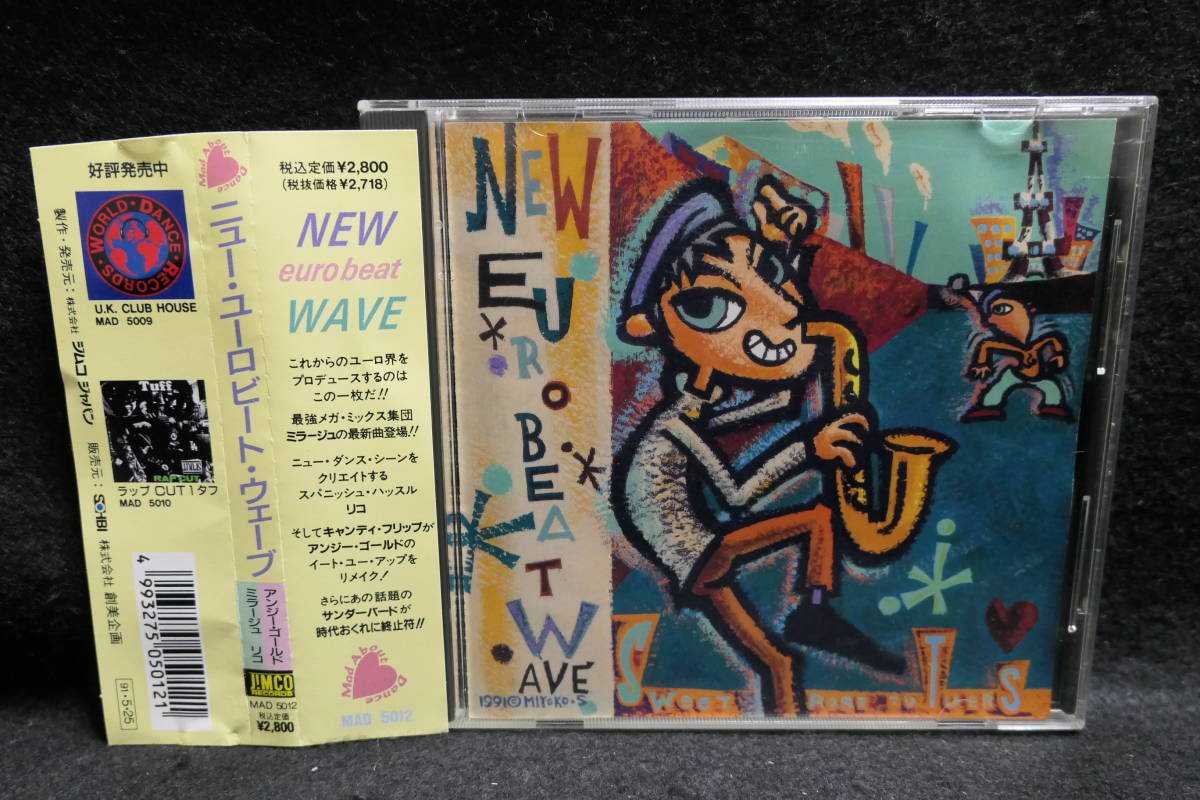 好評発売中
WORLD・DANCE・RECORDS・
U.K. CLUB HOUSE
MAD 5009
Tuff
RAP CUT
ラップ CUT！タフ
MAD 5010
製作・発売元：株式会社 ジムコ ジャパン 販売元：SOHBI 株式会社 創美企画
4 993275 050121
91・5・25
Mad About Dance
ニュー・ユーロビート・ウェーブ
アンジー・ゴールド
ミラージュ リコ
JIMCO
RECORDS
MAD 5012
税込定価
¥2,800
税込定価¥2,800
(税抜価格¥2,718)
NEW
euro beat
WAVE
これからのユーロ界を
プロデュースするのは
この一枚だ!!
最強メガ・ミックス集団
ミラージュの最新曲登場!!
ニュー・ダンス・シーンを
クリエイトする
スパニッシュ・ハッスル
リコ
そしてキャンディ・フリップが
アンジー・ゴールドの
イート・ユー・アップを
リメイク!
さらにあの話題の
サンダーバードが
時代おくれに終止符!!
Mad About Dance
MAD 5012
NEW
EUROBEAT
WAVE
1991©MIYOKO・S
SWEET